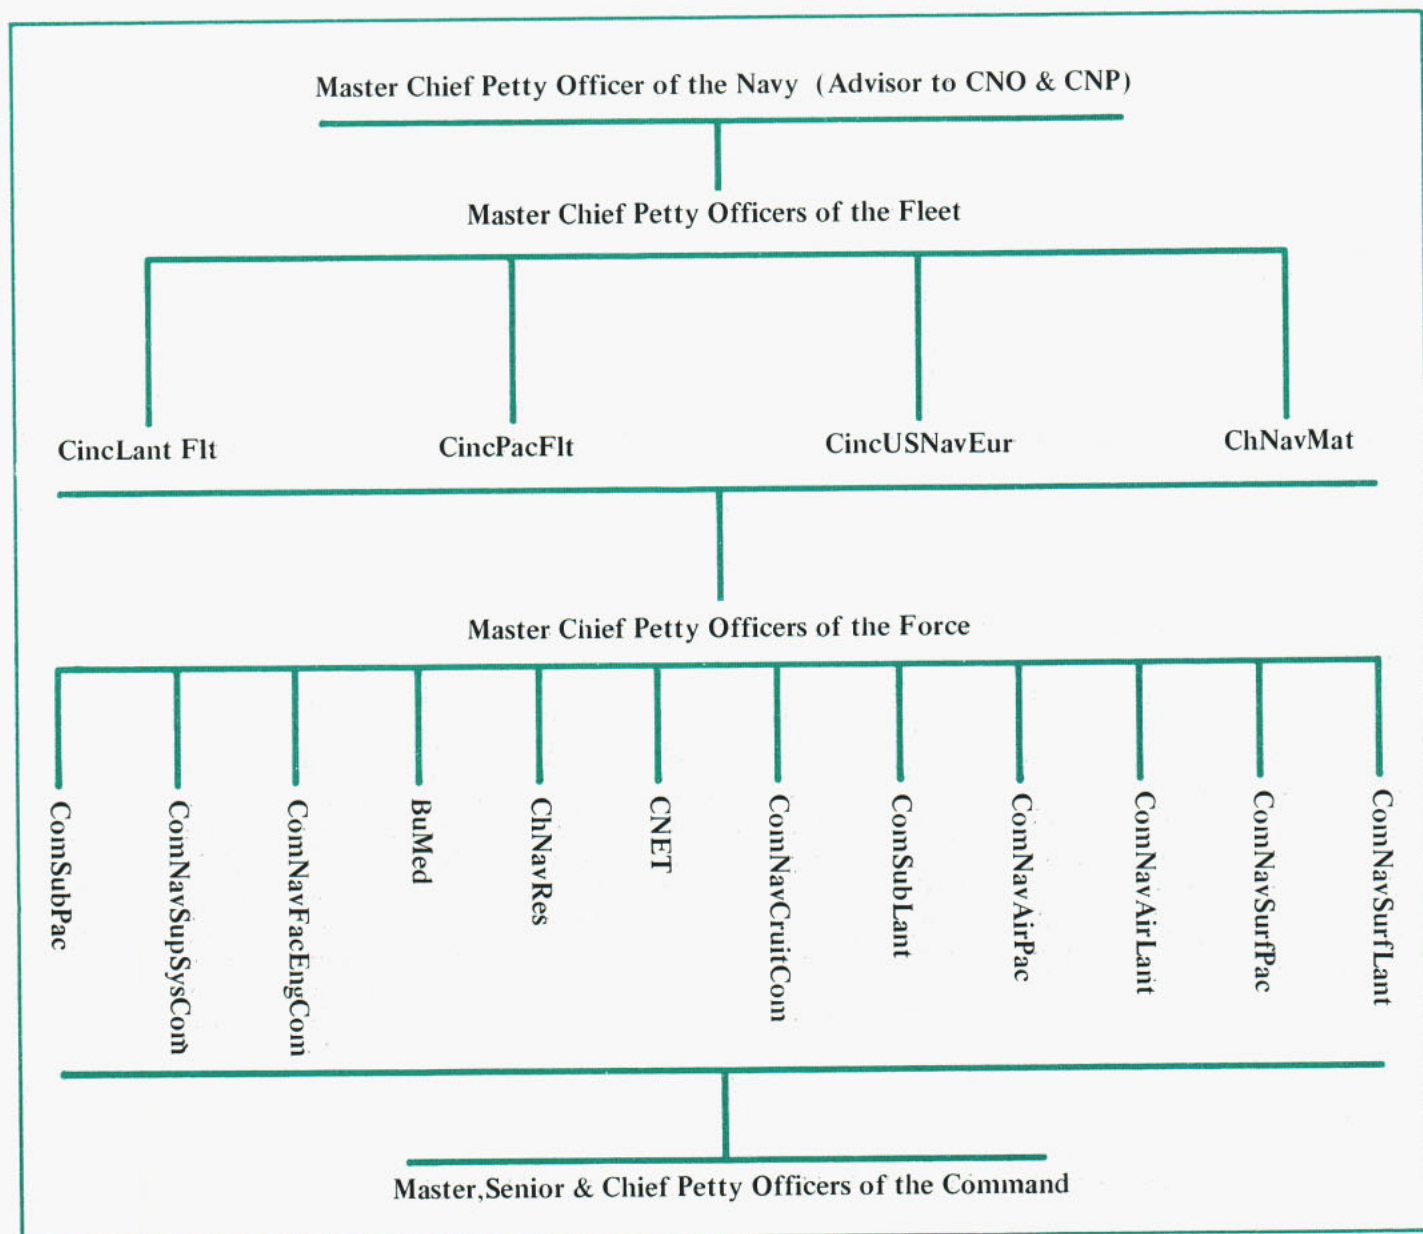 Master Chief Petty Officer of the Navy (Advisor to CNO & CNP)
Master Chief Petty Officers of the Fleet
CincLant Flt
CincPacFlt
CincUSNavEur
ChNavMat
Master Chief Petty Officers of the Force
ComSubPac
ComNavSupSysCom
ComNavFacEngCom
BuMed
ChNavRes
CNET
ComNavCruitCom
ComSubLant
ComNavAirPac
ComNavAirLant
ComNavSurfPac
ComNavSurfLant
Master,Senior & Chief Petty Officers of the Command